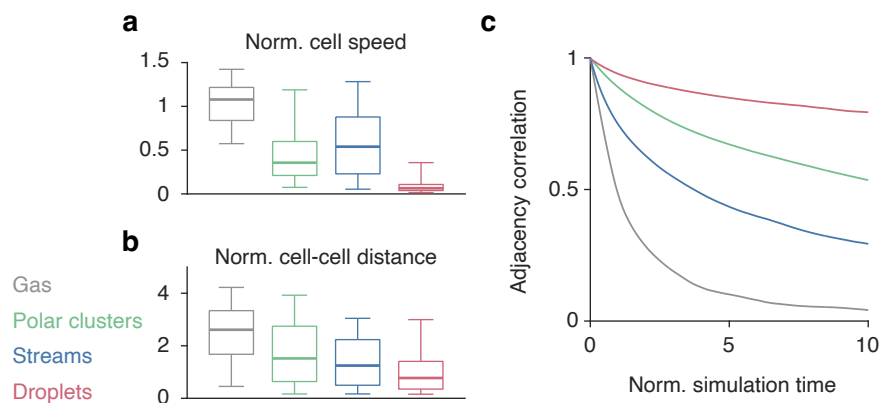 a
Norm. cell speed
1.5
1
0.5
0
b
Norm. cell-cell distance
4
2
0
Gas
Polar clusters
Streams
Droplets
c
Adjacency correlation
1
0.5
0
0
5
10
Norm. simulation time